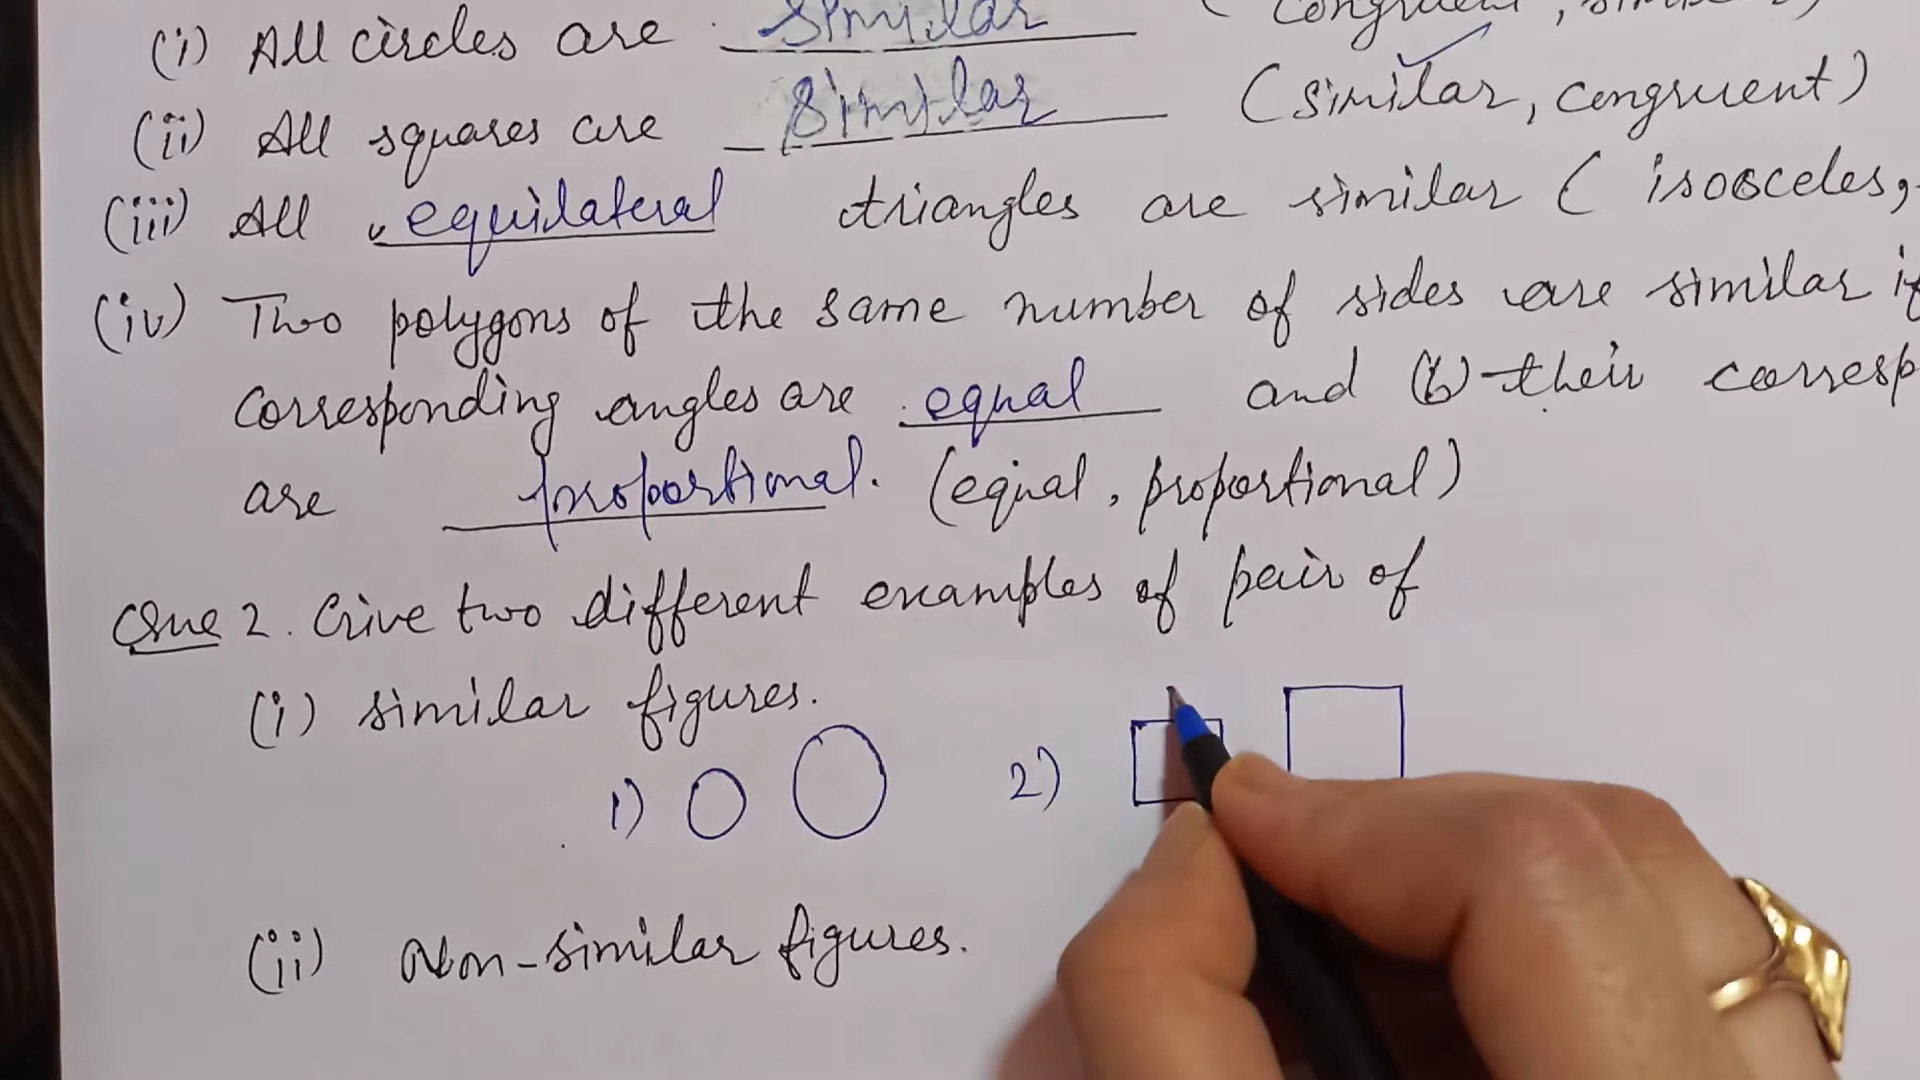 (i) All circles are similar (congruent, similar)
(ii) All squares are similar (similar, congruent)
(iii) All equilateral triangles are similar (isosceles,
(iv) Two polygons of the same number of sides are similar if
corresponding angles are equal and (b) their corresp
are proportional. (equal, proportional)
Que 2. Give two different examples of pair of
(i) similar figures.
1) 2)
(ii) Non-similar figures.